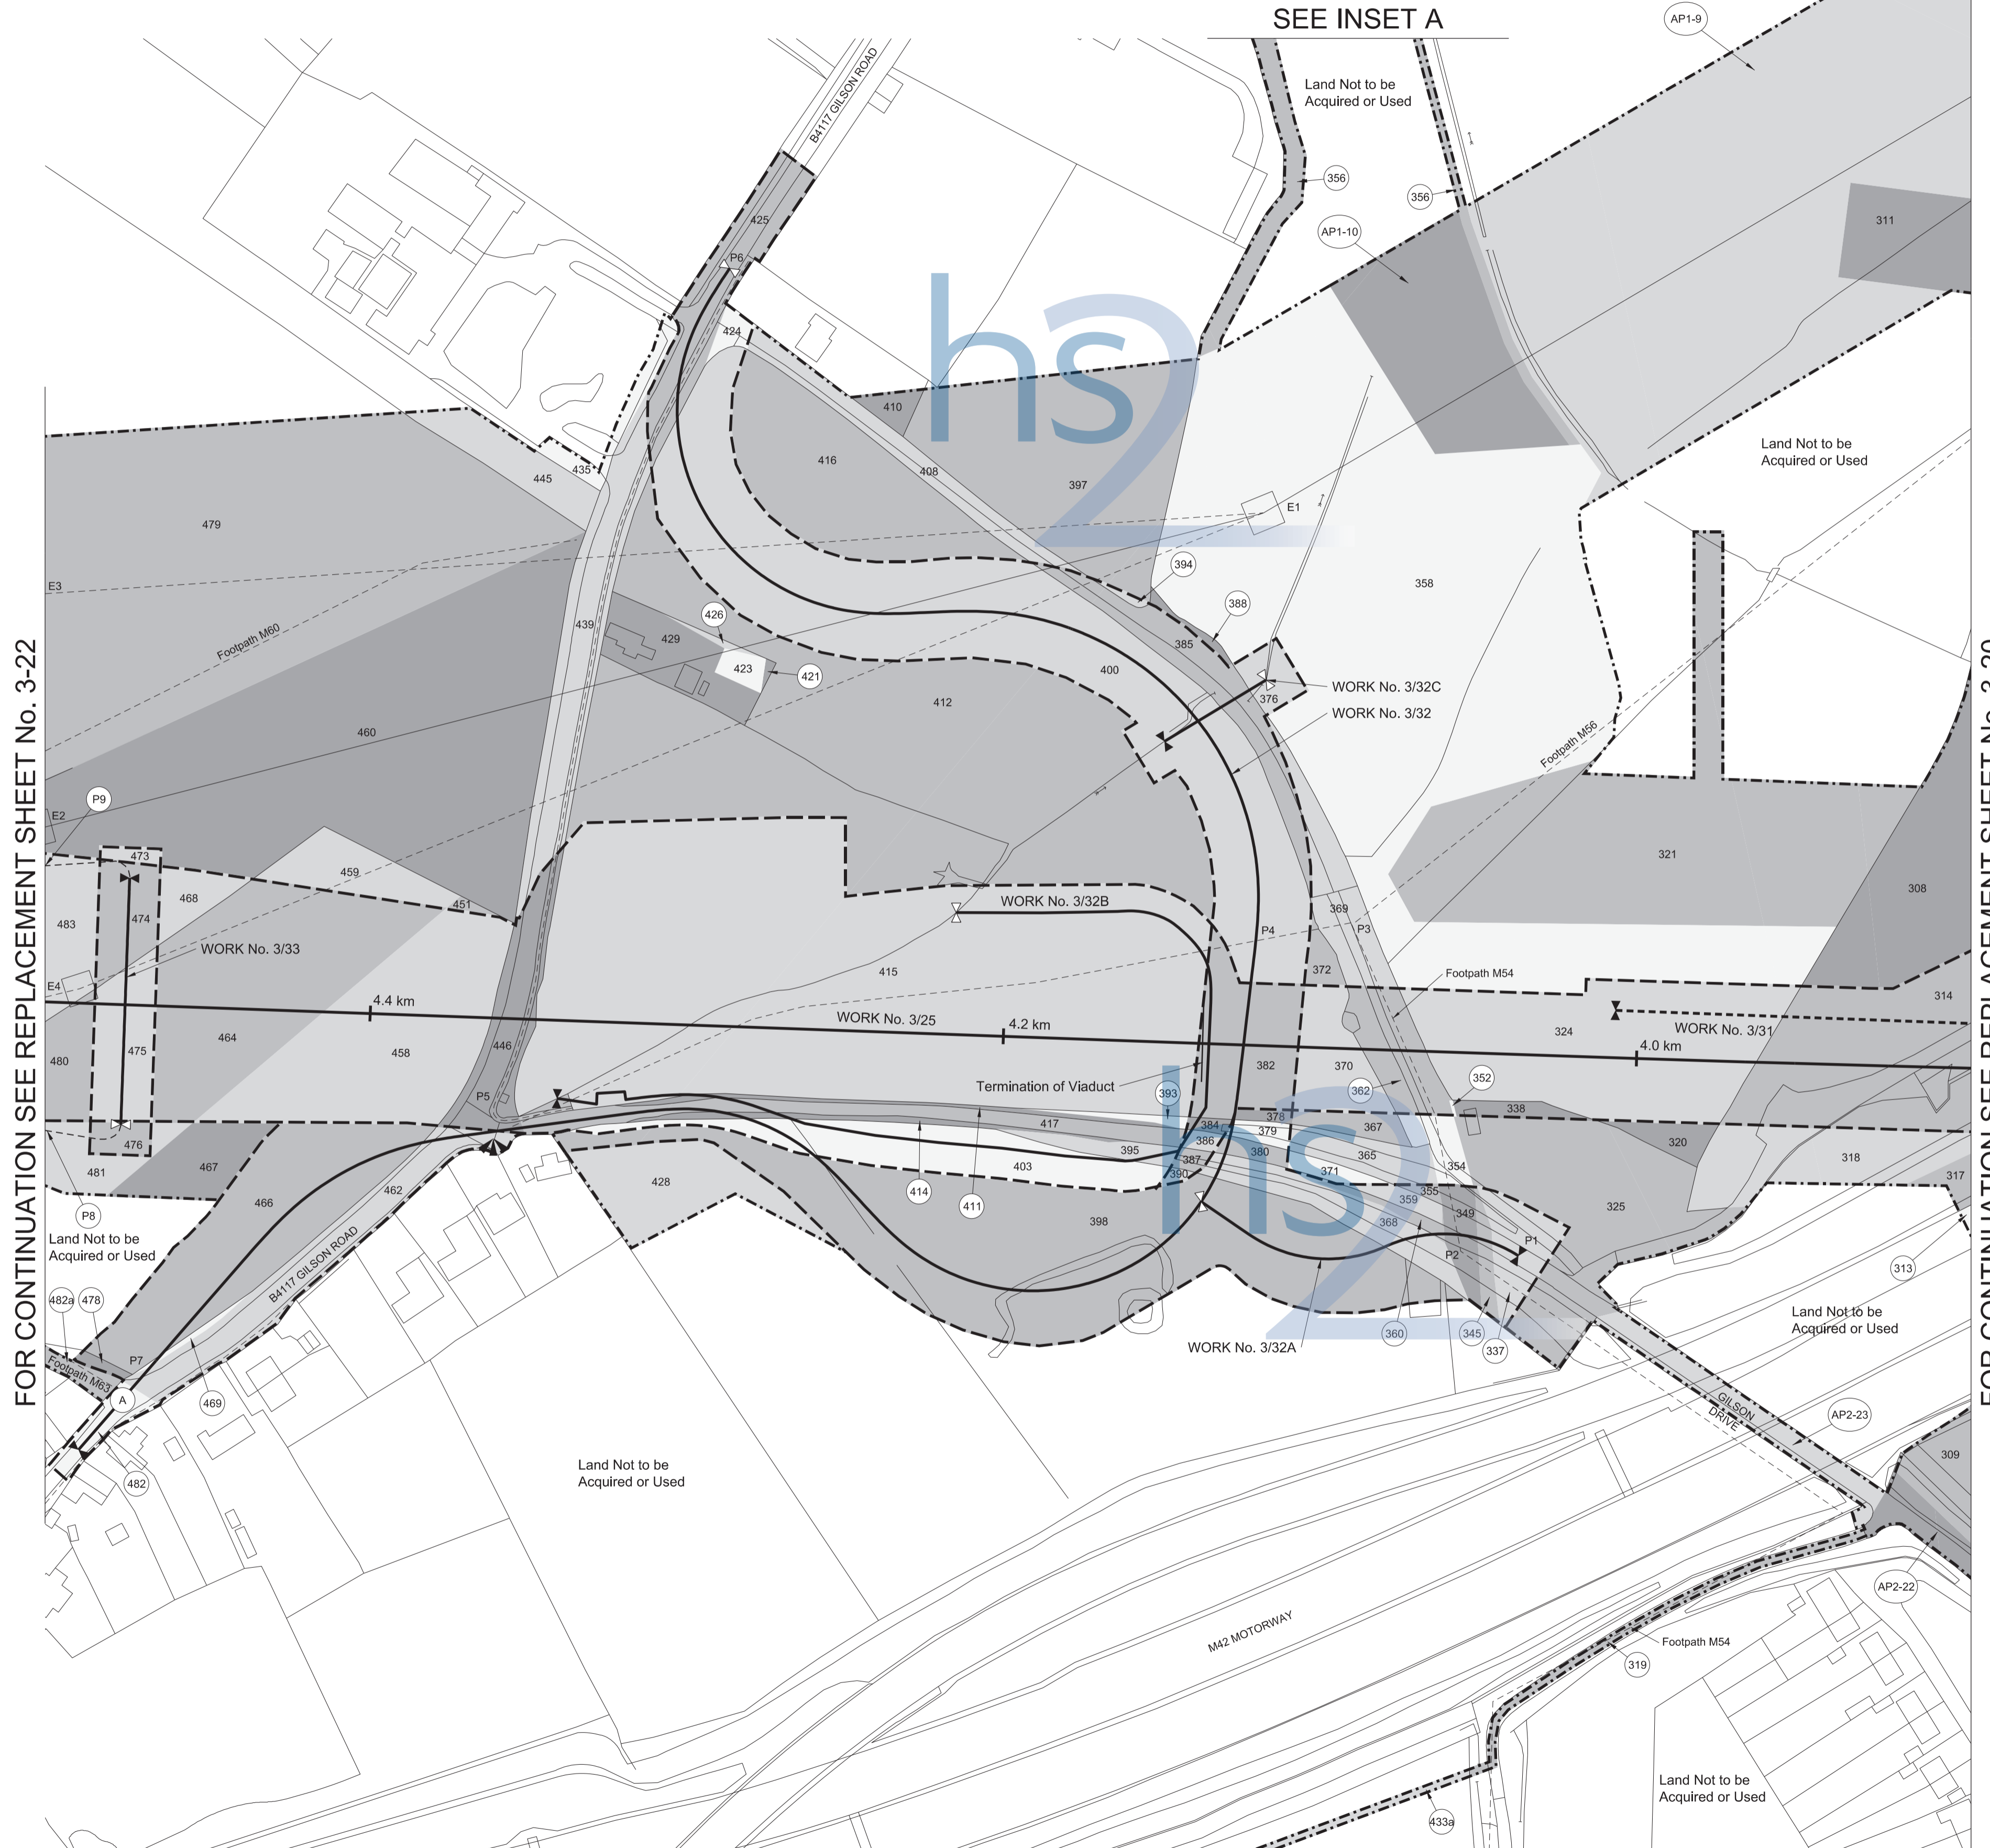 SEE INSET A
AP1-9
Land Not to be
Acquired or Used
B4117 GILSON ROAD
356
356
AP1-10
311
425
P6
hs2
424
410
408
416
397
435
445
479
E1
Land Not to be
Acquired or Used
E3
394
358
Footpath M60
439
426
429
423
421
388
385
400
376
WORK No. 3/32C
WORK No. 3/32
412
460
Footpath M56
FOR CONTINUATION SEE REPLACEMENT SHEET No. 3-22
P9
E2
473
459
468
451
321
308
483
474
WORK No. 3/33
WORK No. 3/32B
369
P3
P4
415
372
Footpath M54
E4
4.4 km
WORK No. 3/25
4.2 km
314
324
WORK No. 3/31
4.0 km
464
458
446
480
475
382
370
Termination of Viaduct
393
362
352
P5
338
378
384
379
367
417
386
380
320
476
481
467
395
387
365
354
318
403
390
371
317
428
414
411
355
359
466
462
398
368
349
325
P8
Land Not to be
Acquired or Used
P1
P2
B4117 GILSON ROAD
313
482a
478
WORK No. 3/32A
360
345
337
hs2
Land Not to be
Acquired or Used
P7
Footpath M63
A
469
GILSON
DRIVE
AP2-23
309
482
Land Not to be
Acquired or Used
AP2-22
M42 MOTORWAY
Footpath M54
319
Land Not to be
Acquired or Used
433a